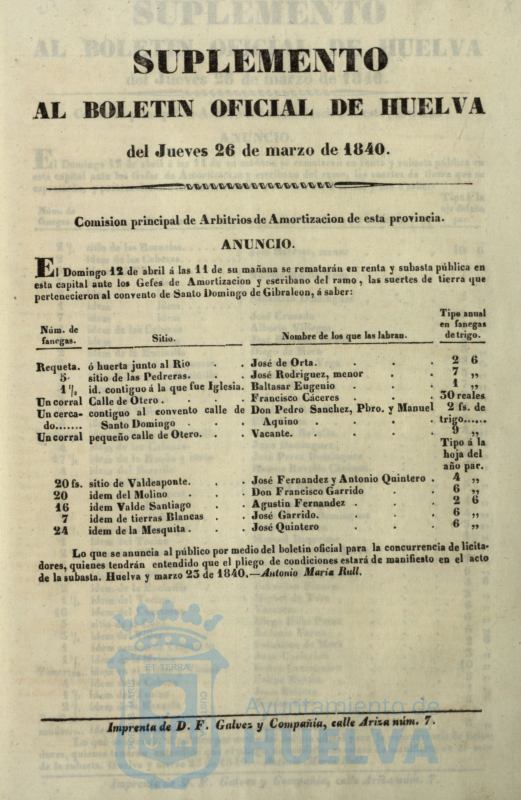 SUPLEMENTO
AL BOLETIN OFICIAL DE HUELVA
del Jueves 26 de marzo de 1840.
Comision principal de Arbitrios de Amortizacion de esta provincia.
ANUNCIO.
El Domingo 12 de abril á las 11 de su mañana se rematarán en renta y subasta pública en
esta capital ante los Gefes de Amortizacion y escribano del ramo, las suertes de tierra que
pertenecieron al convento de Santo Domingo de Gibraleon, á saber:
Núm. de fanegas. Sitio. Nombre de los que las labran. Tipo anual en fanegas de trigo.
Requeta. ó huerta junto al Rio . . José de Orta. . . . 2 6
5 sitio de las Pedreras. . . José Rodriguez, menor . . 7 ,,
1 1/2 id. contiguo á la que fue Iglesia. Baltasar Eugenio . . . 1 ,,
Un corral Calle de Otero . . . . Francisco Cáceres . . . 30 reales
Un cerca- contiguo al convento calle de Don Pedro Sanchez, Pbro. y Manuel 2 fs. de
do....... Santo Domingo . . . Aquino . . . . trigo......
Un corral pequeño calle de Otero. . . Vacante. . . . . 9 ,,
Tipo á la
hoja del
año par.
20 fs. sitio de Valdeaponte. . . José Fernandez y Antonio Quintero . 4 ,,
20 idem del Molino . . . Don Francisco Garrido . . 6 ,,
16 idem Valde Santiago . . Agustin Fernandez . . . 2 6
7 idem de tierras Blancas . . José Garrido. . . . 6 ,,
24 idem de la Mesquita . . . José Quintero . . . 6 ,,
Lo que se anuncia al público por medio del boletin oficial para la concurrencia de licita-
dores, quienes tendrán entendido que el pliego de condiciones estará de manifiesto en el acto
de la subasta. Huelva y marzo 23 de 1840.—Antonio Maria Rull.
Ayuntamiento de
HUELVA
Imprenta de D. F. Galvez y Compañia, calle Ariza núm. 7.